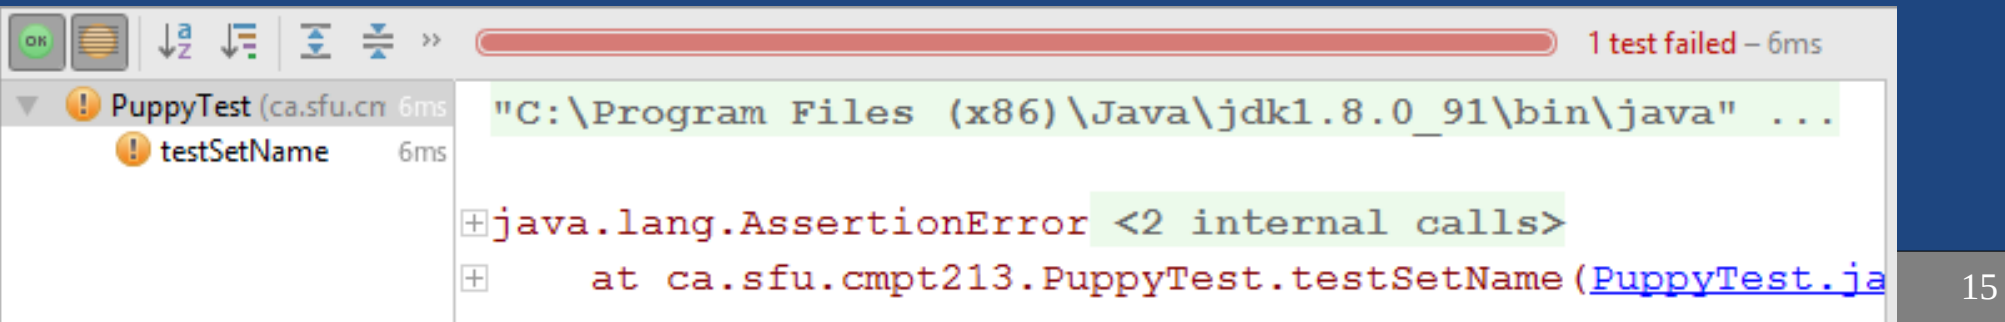 OK a z >> 1 test failed – 6ms
PuppyTest (ca.sfu.cm 6ms
testSetName 6ms
"C:\Program Files (x86)\Java\jdk1.8.0_91\bin\java" ...
java.lang.AssertionError <2 internal calls>
at ca.sfu.cmpt213.PuppyTest.testSetName(PuppyTest.ja
15